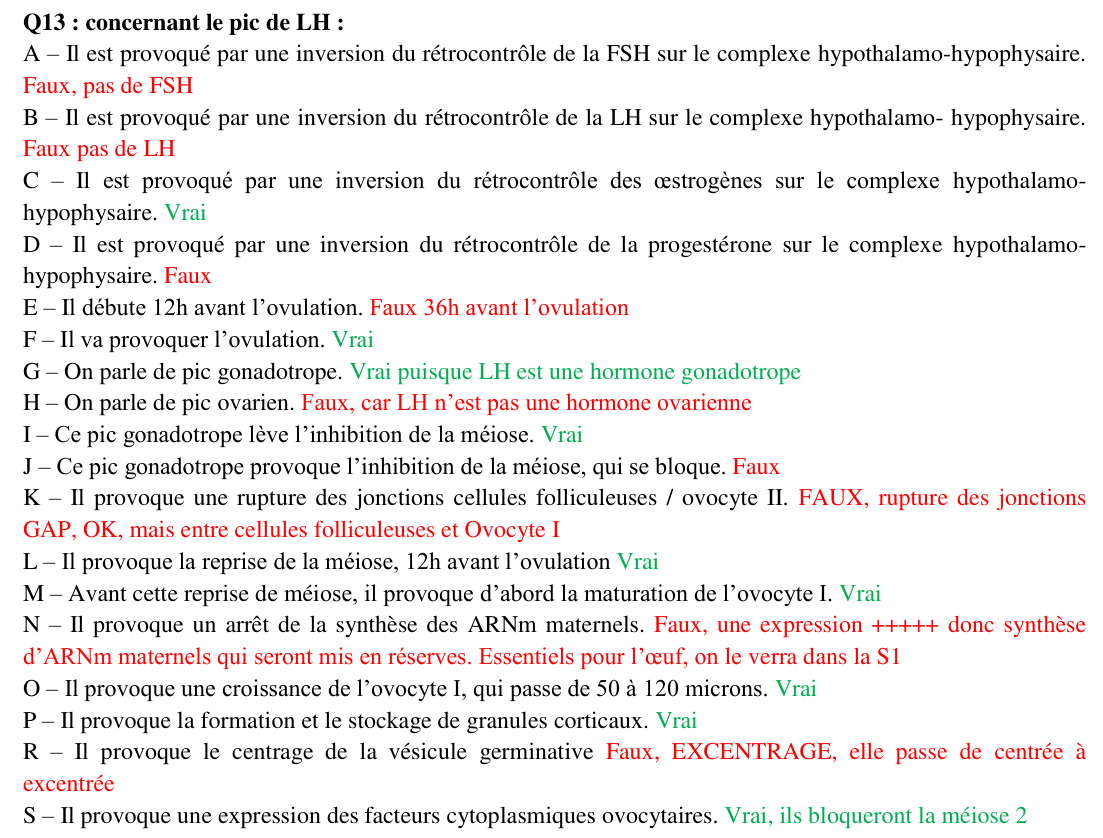 Q13 : concernant le pic de LH :
A – Il est provoqué par une inversion du rétrocontrôle de la FSH sur le complexe hypothalamo-hypophysaire.
Faux, pas de FSH
B – Il est provoqué par une inversion du rétrocontrôle de la LH sur le complexe hypothalamo- hypophysaire.
Faux pas de LH
C – Il est provoqué par une inversion du rétrocontrôle des œstrogènes sur le complexe hypothalamo-
hypophysaire. Vrai
D – Il est provoqué par une inversion du rétrocontrôle de la progestérone sur le complexe hypothalamo-
hypophysaire. Faux
E – Il débute 12h avant l’ovulation. Faux 36h avant l’ovulation
F – Il va provoquer l’ovulation. Vrai
G – On parle de pic gonadotrope. Vrai puisque LH est une hormone gonadotrope
H – On parle de pic ovarien. Faux, car LH n’est pas une hormone ovarienne
I – Ce pic gonadotrope lève l’inhibition de la méiose. Vrai
J – Ce pic gonadotrope provoque l’inhibition de la méiose, qui se bloque. Faux
K – Il provoque une rupture des jonctions cellules folliculeuses / ovocyte II. FAUX, rupture des jonctions
GAP, OK, mais entre cellules folliculeuses et Ovocyte I
L – Il provoque la reprise de la méiose, 12h avant l’ovulation Vrai
M – Avant cette reprise de méiose, il provoque d’abord la maturation de l’ovocyte I. Vrai
N – Il provoque un arrêt de la synthèse des ARNm maternels. Faux, une expression +++++ donc synthèse
d’ARNm maternels qui seront mis en réserves. Essentiels pour l’œuf, on le verra dans la S1
O – Il provoque une croissance de l’ovocyte I, qui passe de 50 à 120 microns. Vrai
P – Il provoque la formation et le stockage de granules corticaux. Vrai
R – Il provoque le centrage de la vésicule germinative Faux, EXCENTRAGE, elle passe de centrée à
excentrée
S – Il provoque une expression des facteurs cytoplasmiques ovocytaires. Vrai, ils bloqueront la méiose 2